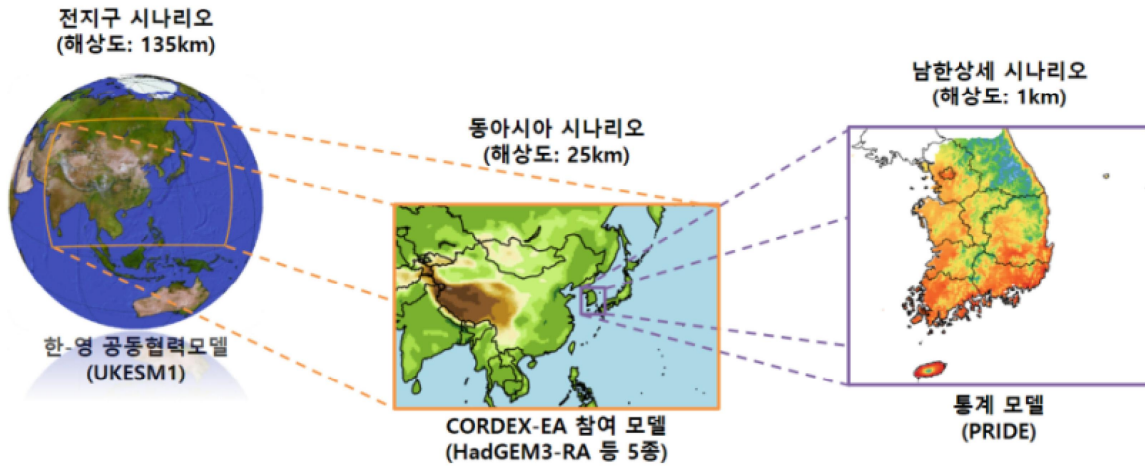 전지구 시나리오
(해상도: 135km)
한-영 공동협력모델
(UKESM1)
동아시아 시나리오
(해상도: 25km)
CORDEX-EA 참여 모델
(HadGEM3-RA 등 5종)
남한상세 시나리오
(해상도: 1km)
통계 모델
(PRIDE)